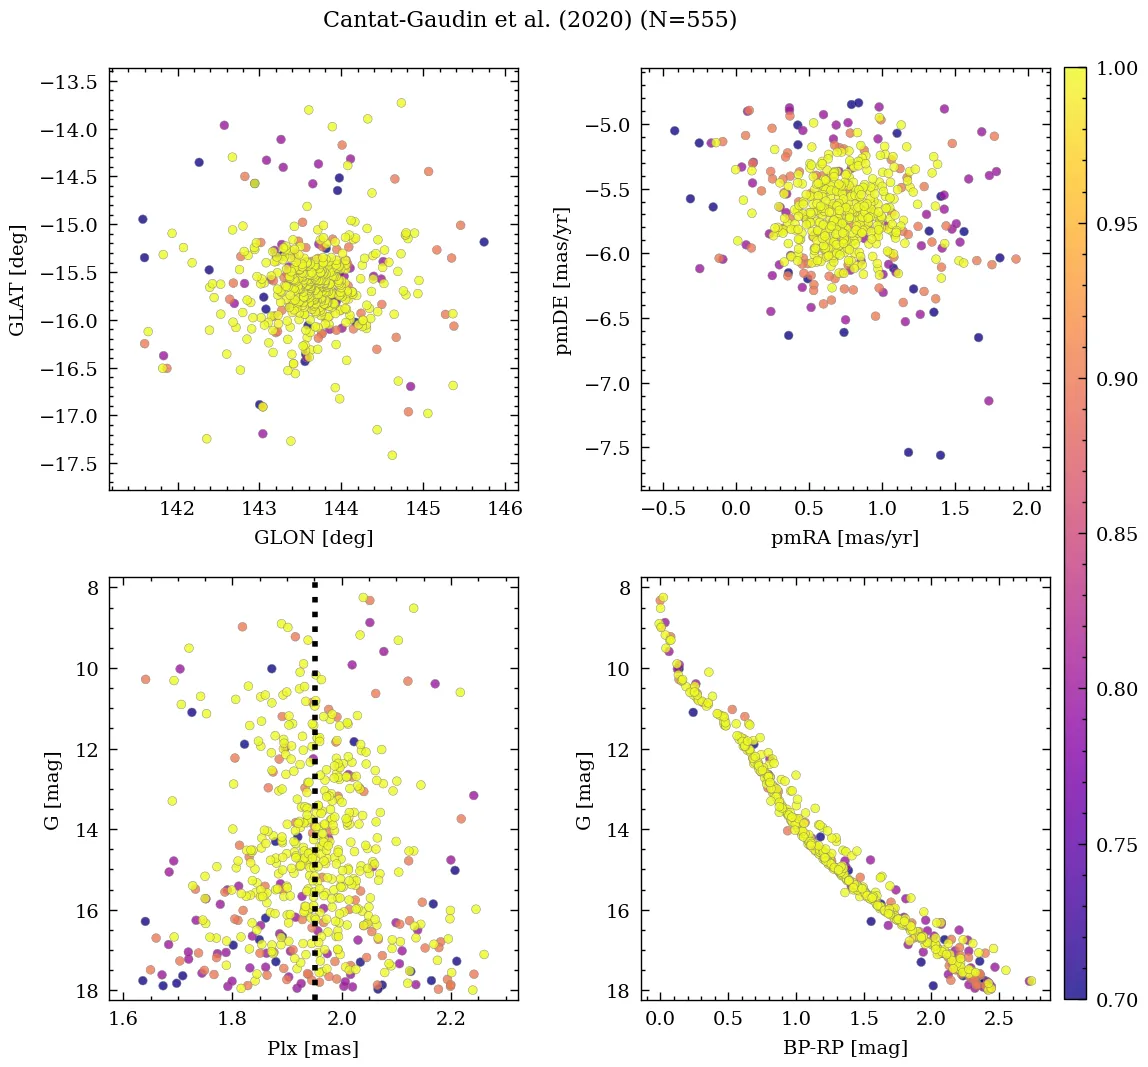 Cantat-Gaudin et al. (2020) (N=555)
−13.5
−14.0
−14.5
−15.0
−15.5
−16.0
−16.5
−17.0
−17.5
GLAT [deg]
142 143 144 145 146
GLON [deg]
−5.0
−5.5
−6.0
−6.5
−7.0
−7.5
pmDE [mas/yr]
−0.5 0.0 0.5 1.0 1.5 2.0
pmRA [mas/yr]
8
10
12
14
16
18
G [mag]
1.6 1.8 2.0 2.2
Plx [mas]
8
10
12
14
16
18
G [mag]
0.0 0.5 1.0 1.5 2.0 2.5
BP-RP [mag]
1.00
0.95
0.90
0.85
0.80
0.75
0.70